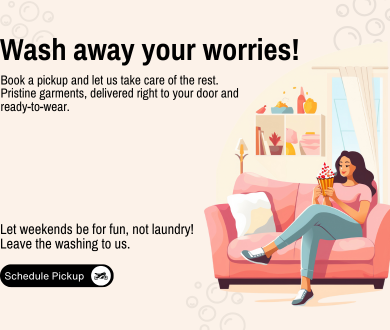 Wash away your worries!
Book a pickup and let us take care of the rest.
Pristine garments, delivered right to your door and
ready-to-wear.
Let weekends be for fun, not laundry!
Leave the washing to us.
Schedule Pickup